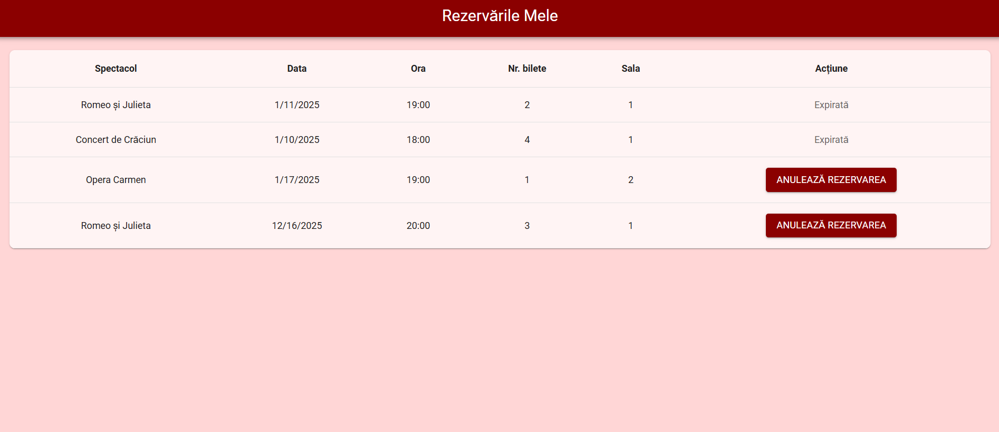 Rezervările Mele
Spectacol Data Ora Nr. bilete Sala Acțiune
Romeo și Julieta 1/11/2025 19:00 2 1 Expirată
Concert de Crăciun 1/10/2025 18:00 4 1 Expirată
Opera Carmen 1/17/2025 19:00 1 2 ANULEAZĂ REZERVAREA
Romeo și Julieta 12/16/2025 20:00 3 1 ANULEAZĂ REZERVAREA